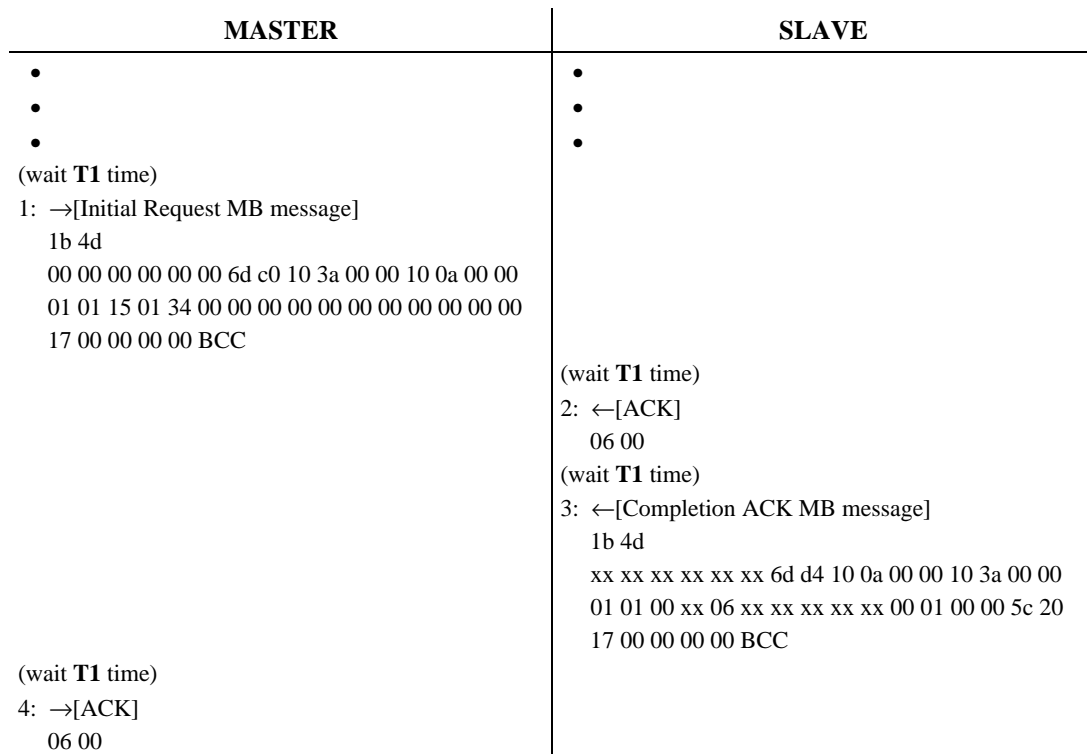 MASTER SLAVE
• •
• •
• •
(wait T1 time)
1: →[Initial Request MB message]
1b 4d
00 00 00 00 00 00 6d c0 10 3a 00 00 10 0a 00 00
01 01 15 01 34 00 00 00 00 00 00 00 00 00 00 00
17 00 00 00 00 BCC
(wait T1 time)
2: ←[ACK]
06 00
(wait T1 time)
3: ←[Completion ACK MB message]
1b 4d
xx xx xx xx xx xx 6d d4 10 0a 00 00 10 3a 00 00
01 01 00 xx 06 xx xx xx xx xx 00 01 00 00 5c 20
17 00 00 00 00 BCC
(wait T1 time)
4: →[ACK]
06 00